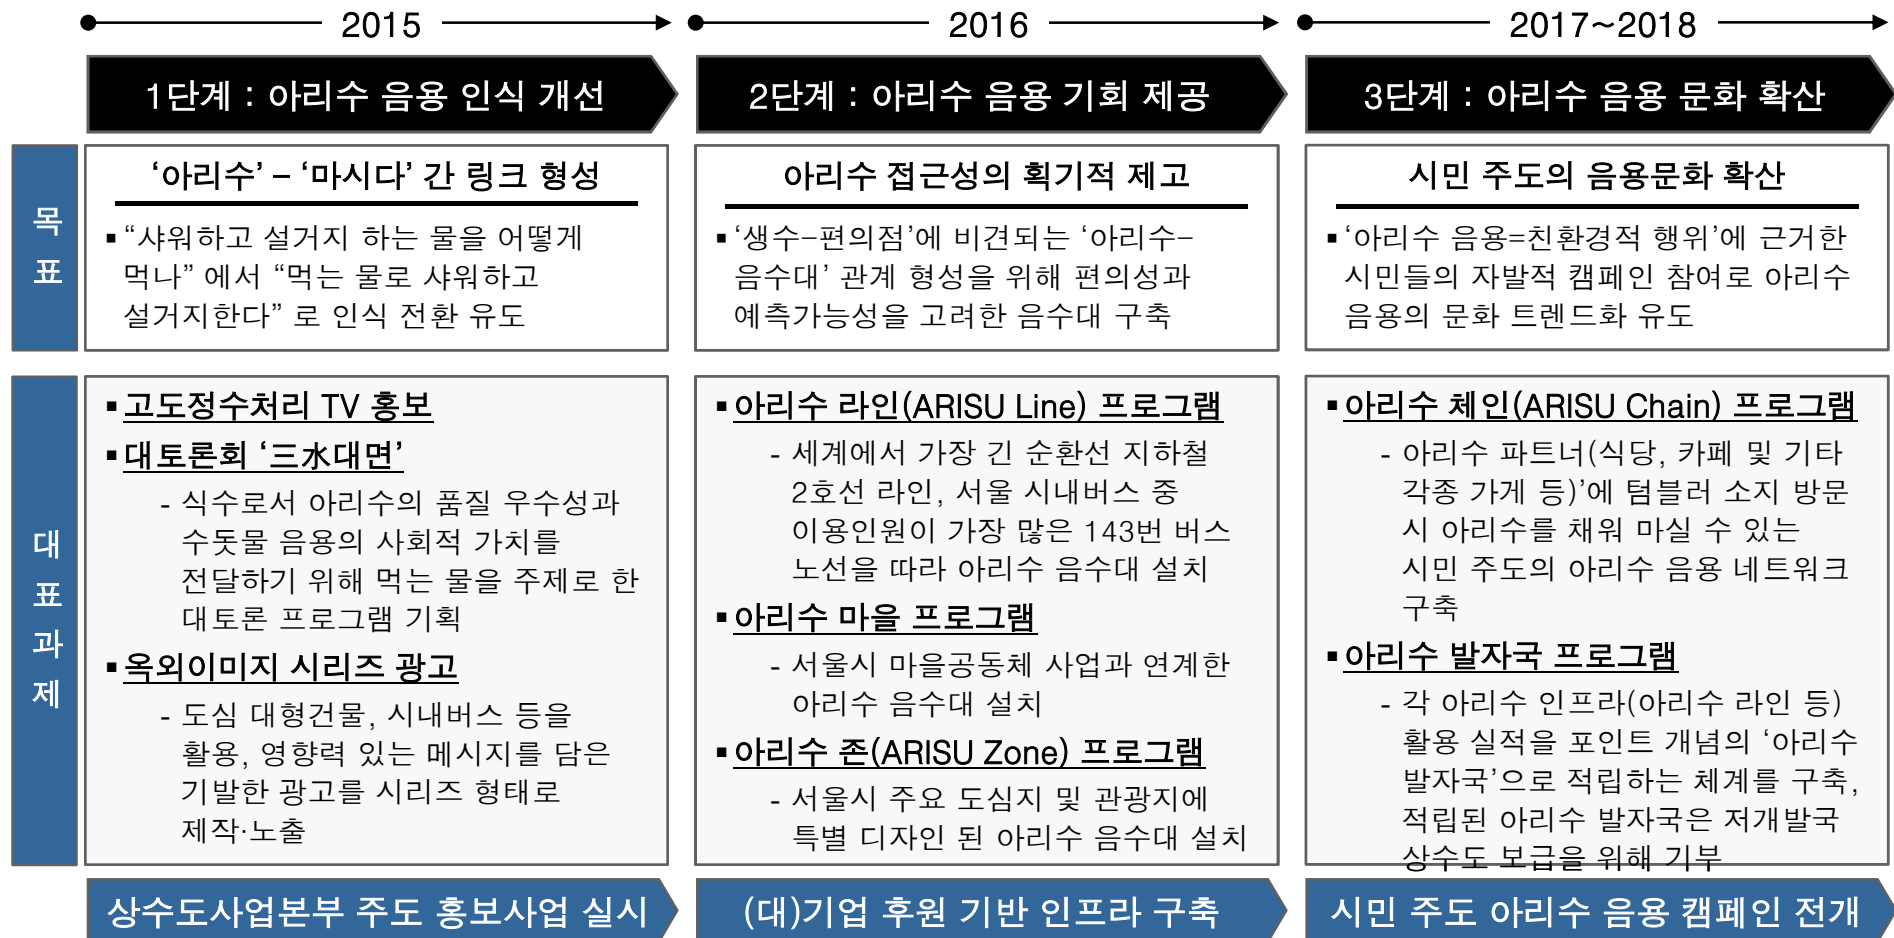 2015
2016
2017~2018
1단계 : 아리수 음용 인식 개선
2단계 : 아리수 음용 기회 제공
3단계 : 아리수 음용 문화 확산
목
표
‘아리수’ – ‘마시다’ 간 링크 형성
▪ “샤워하고 설거지 하는 물을 어떻게
먹나” 에서 “먹는 물로 샤워하고
설거지한다” 로 인식 전환 유도
아리수 접근성의 획기적 제고
▪ ‘생수–편의점’에 비견되는 ‘아리수–
음수대’ 관계 형성을 위해 편의성과
예측가능성을 고려한 음수대 구축
시민 주도의 음용문화 확산
▪ ‘아리수 음용=친환경적 행위’에 근거한
시민들의 자발적 캠페인 참여로 아리수
음용의 문화 트렌드화 유도
대
표
과
제
▪ 고도정수처리 TV 홍보
▪ 대토론회 ‘三水대면’
- 식수로서 아리수의 품질 우수성과
수돗물 음용의 사회적 가치를
전달하기 위해 먹는 물을 주제로 한
대토론 프로그램 기획
▪ 옥외이미지 시리즈 광고
- 도심 대형건물, 시내버스 등을
활용, 영향력 있는 메시지를 담은
기발한 광고를 시리즈 형태로
제작·노출
▪ 아리수 라인(ARISU Line) 프로그램
- 세계에서 가장 긴 순환선 지하철
2호선 라인, 서울 시내버스 중
이용인원이 가장 많은 143번 버스
노선을 따라 아리수 음수대 설치
▪ 아리수 마을 프로그램
- 서울시 마을공동체 사업과 연계한
아리수 음수대 설치
▪ 아리수 존(ARISU Zone) 프로그램
- 서울시 주요 도심지 및 관광지에
특별 디자인 된 아리수 음수대 설치
▪ 아리수 체인(ARISU Chain) 프로그램
- 아리수 파트너(식당, 카페 및 기타
각종 가게 등)’에 텀블러 소지 방문
시 아리수를 채워 마실 수 있는
시민 주도의 아리수 음용 네트워크
구축
▪ 아리수 발자국 프로그램
- 각 아리수 인프라(아리수 라인 등)
활용 실적을 포인트 개념의 ‘아리수
발자국’으로 적립하는 체계를 구축,
적립된 아리수 발자국은 저개발국
상수도 보급을 위해 기부
상수도사업본부 주도 홍보사업 실시
(대)기업 후원 기반 인프라 구축
시민 주도 아리수 음용 캠페인 전개